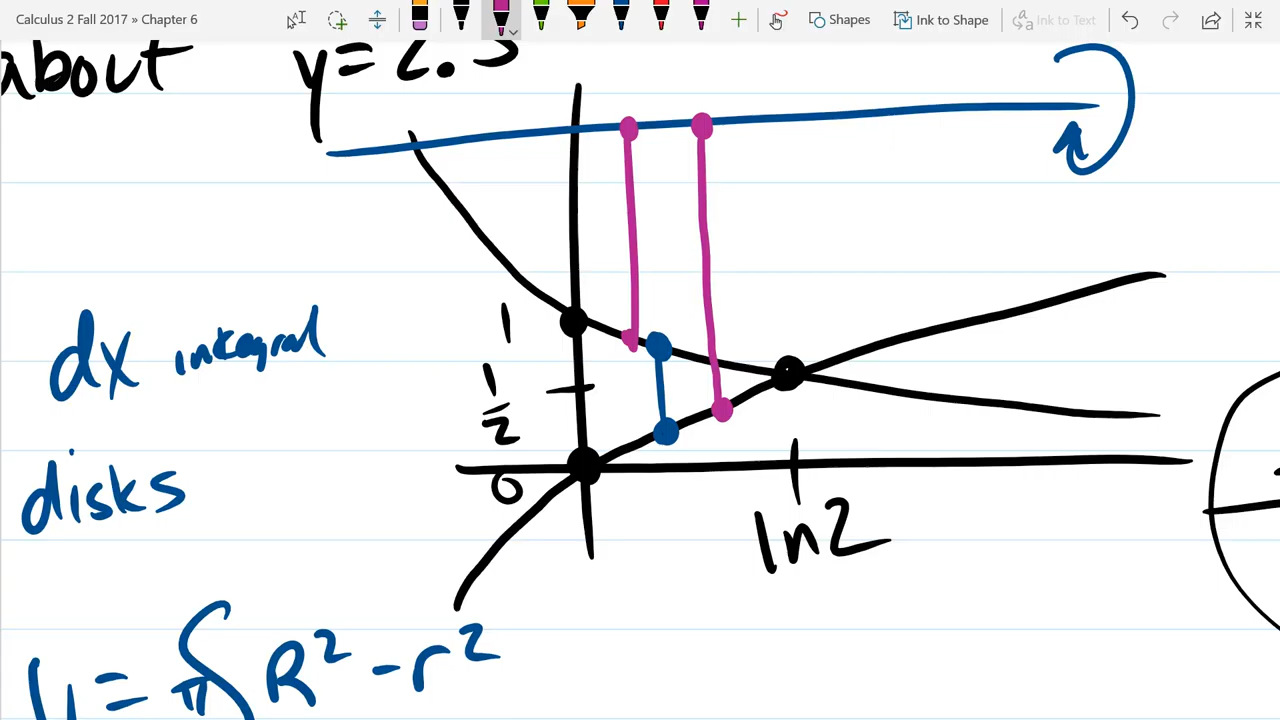 Calculus 2 Fall 2017 » Chapter 6
Shapes
Ink to Shape
Ink to Text
about y=2.5
1
dx integral
1/2
disks
0
ln2
V = π∫ R² - r²